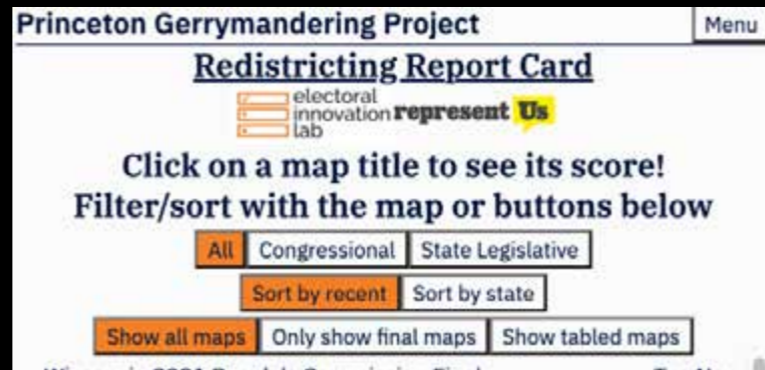 Princeton Gerrymandering Project
Menu
Redistricting Report Card
electoral
innovation
lab
represent Us
Click on a map title to see its score!
Filter/sort with the map or buttons below
All Congressional State Legislative
Sort by recent Sort by state
Show all maps Only show final maps Show tabled maps